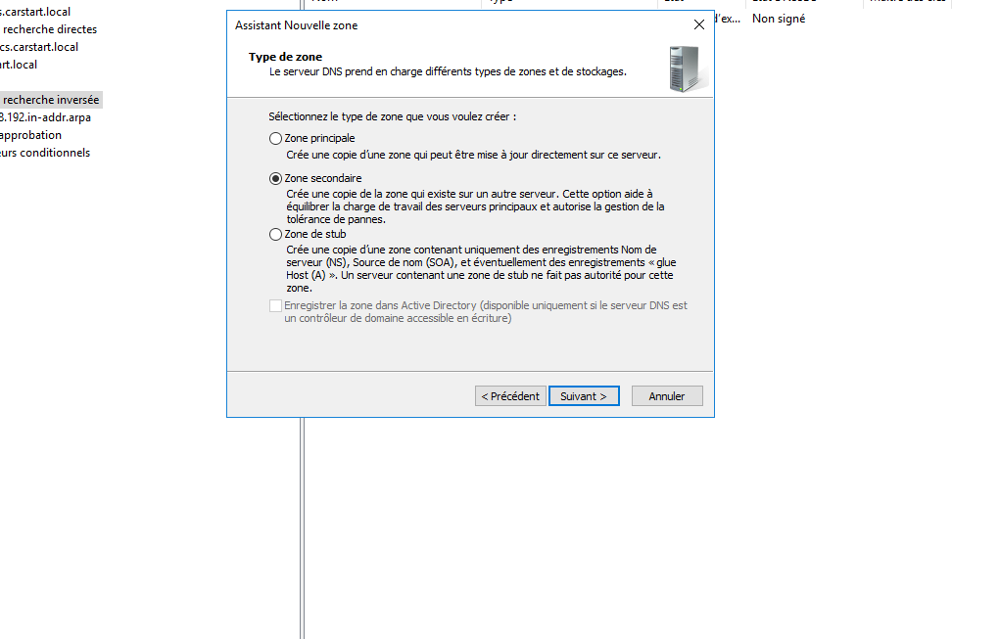 s.carstart.local
recherche directes
cs.carstart.local
rt.local
recherche inversée
8.192.in-addr.arpa
approbation
eurs conditionnels
Type
d'ex...
Non signé
Assistant Nouvelle zone
Type de zone
Le serveur DNS prend en charge différents types de zones et de stockages.
Sélectionnez le type de zone que vous voulez créer :
Zone principale
Crée une copie d'une zone qui peut être mise à jour directement sur ce serveur.
Zone secondaire
Crée une copie de la zone qui existe sur un autre serveur. Cette option aide à
équilibrer la charge de travail des serveurs principaux et autorise la gestion de la
tolérance de pannes.
Zone de stub
Crée une copie d'une zone contenant uniquement des enregistrements Nom de
serveur (NS), Source de nom (SOA), et éventuellement des enregistrements « glue
Host (A) ». Un serveur contenant une zone de stub ne fait pas autorité pour cette
zone.
Enregistrer la zone dans Active Directory (disponible uniquement si le serveur DNS est
un contrôleur de domaine accessible en écriture)
< Précédent
Suivant >
Annuler